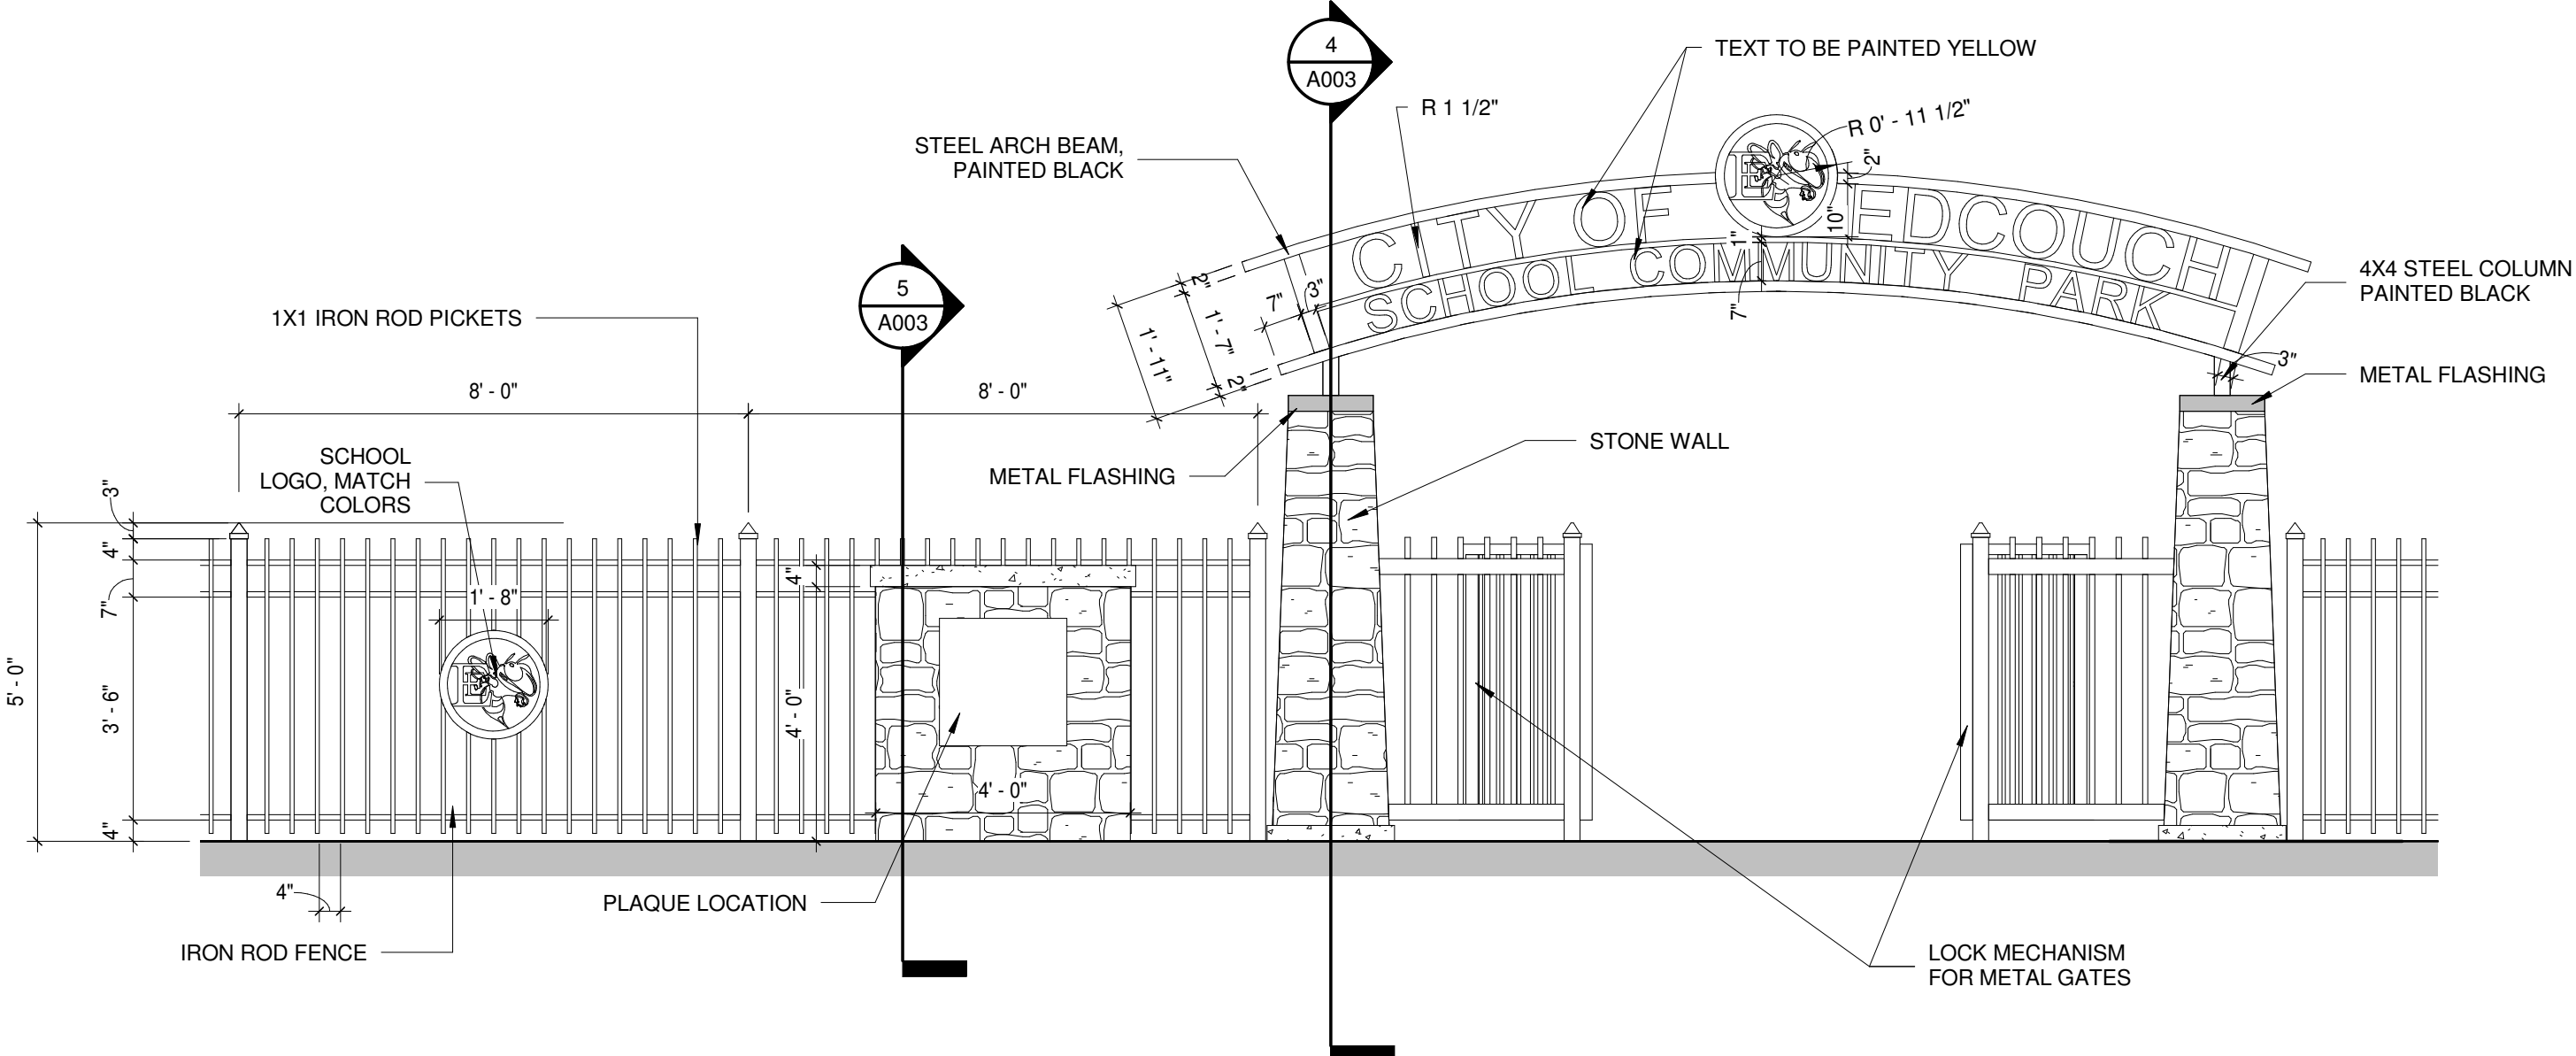 4
A003
TEXT TO BE PAINTED YELLOW
R 1 1/2"
R 0' - 11 1/2"
2"
STEEL ARCH BEAM,
PAINTED BLACK
CITY OF EDCOUCH
10"
1"
SCHOOL COMMUNITY PARK
7"
4X4 STEEL COLUMN
PAINTED BLACK
3"
METAL FLASHING
5
A003
2"
1' - 7"
2"
1' - 11"
7"
3"
1X1 IRON ROD PICKETS
8' - 0"
8' - 0"
STONE WALL
METAL FLASHING
SCHOOL
LOGO, MATCH
COLORS
3"
4"
7"
3' - 6"
4"
5' - 0"
1' - 8"
4"
4' - 0"
4' - 0"
4"
PLAQUE LOCATION
IRON ROD FENCE
LOCK MECHANISM
FOR METAL GATES